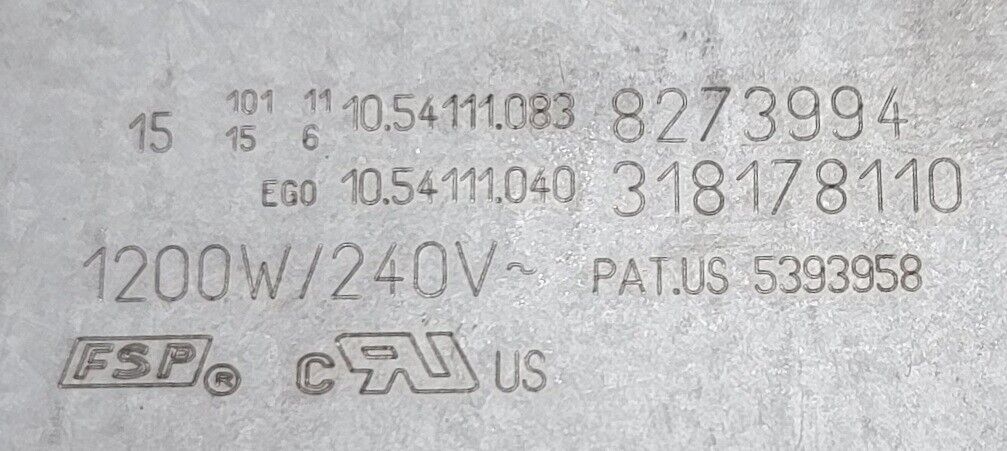 15 101 11 10.54111.083 8273994
15 6
EGO 10.54111.040 318178110
1200W/240V~ PAT.US 5393958
FSP® C RU US